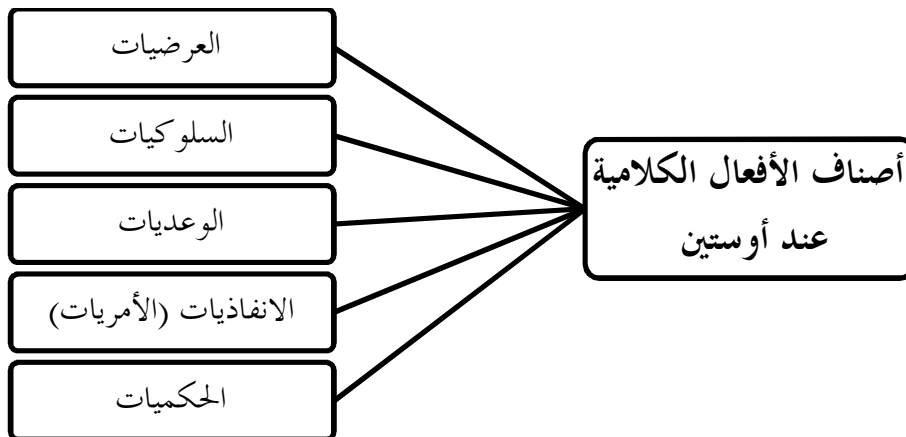 أصناف الأفعال الكلامية
عند أوستين
العرضيات
السلوكيات
الوعديات
الانفاذيات (الأمريات)
الحكميات